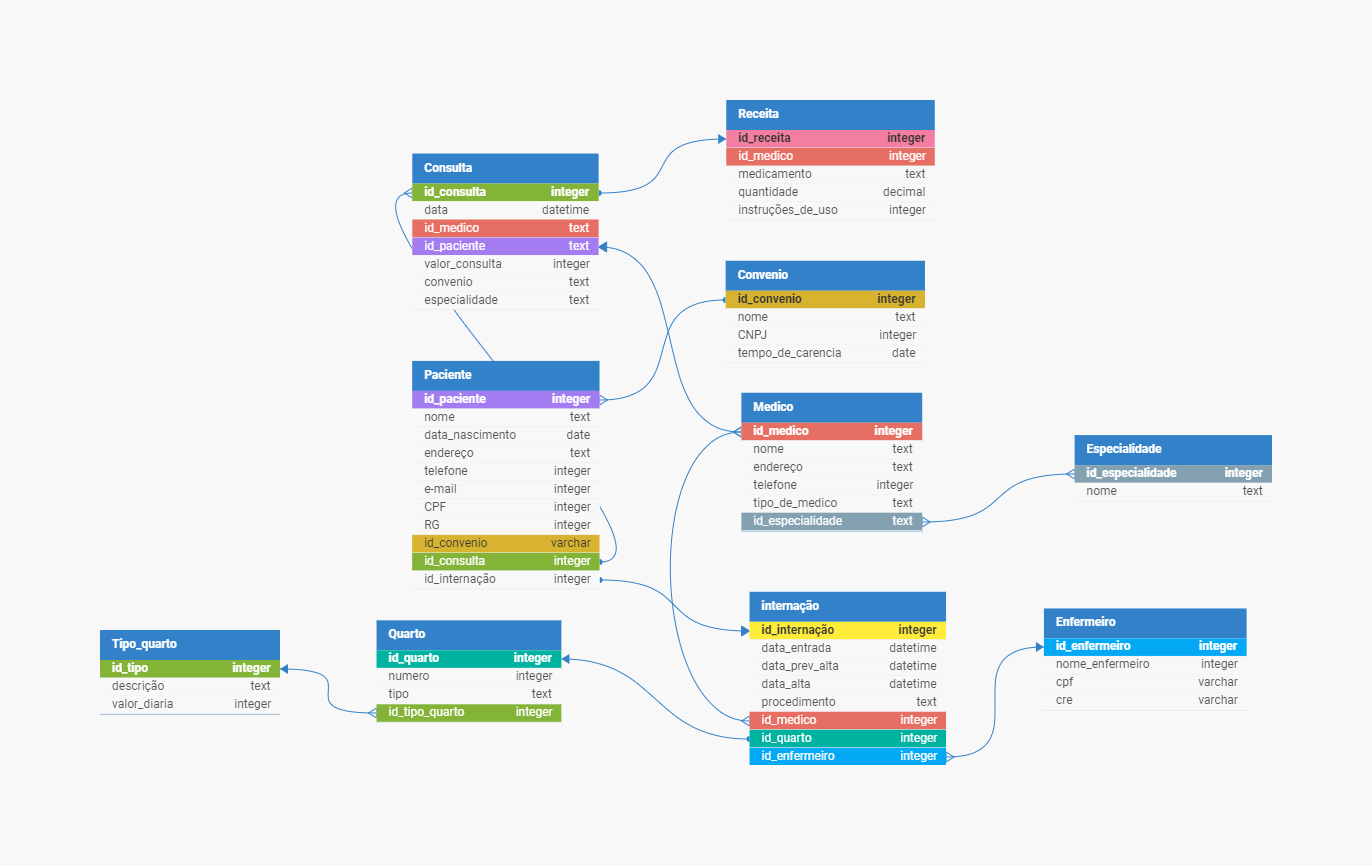 Receita
id_receita integer
id_medico integer
medicamento text
quantidade decimal
instruções_de_uso integer
Consulta
id_consulta integer
data datetime
id_medico text
id_paciente text
valor_consulta integer
convenio text
especialidade text
Convenio
id_convenio integer
nome text
CNPJ integer
tempo_de_carencia date
Paciente
id_paciente integer
nome text
data_nascimento date
endereço text
telefone integer
e-mail integer
CPF integer
RG integer
id_convenio varchar
id_consulta integer
id_internação integer
Medico
id_medico integer
nome text
endereço text
telefone integer
tipo_de_medico text
id_especialidade text
Especialidade
id_especialidade integer
nome text
Tipo_quarto
id_tipo integer
descrição text
valor_diaria integer
Quarto
id_quarto integer
numero integer
tipo text
id_tipo_quarto integer
internação
id_internação integer
data_entrada datetime
data_prev_alta datetime
data_alta datetime
procedimento text
id_medico integer
id_quarto integer
id_enfermeiro integer
Enfermeiro
id_enfermeiro integer
nome_enfermeiro integer
cpf varchar
cre varchar